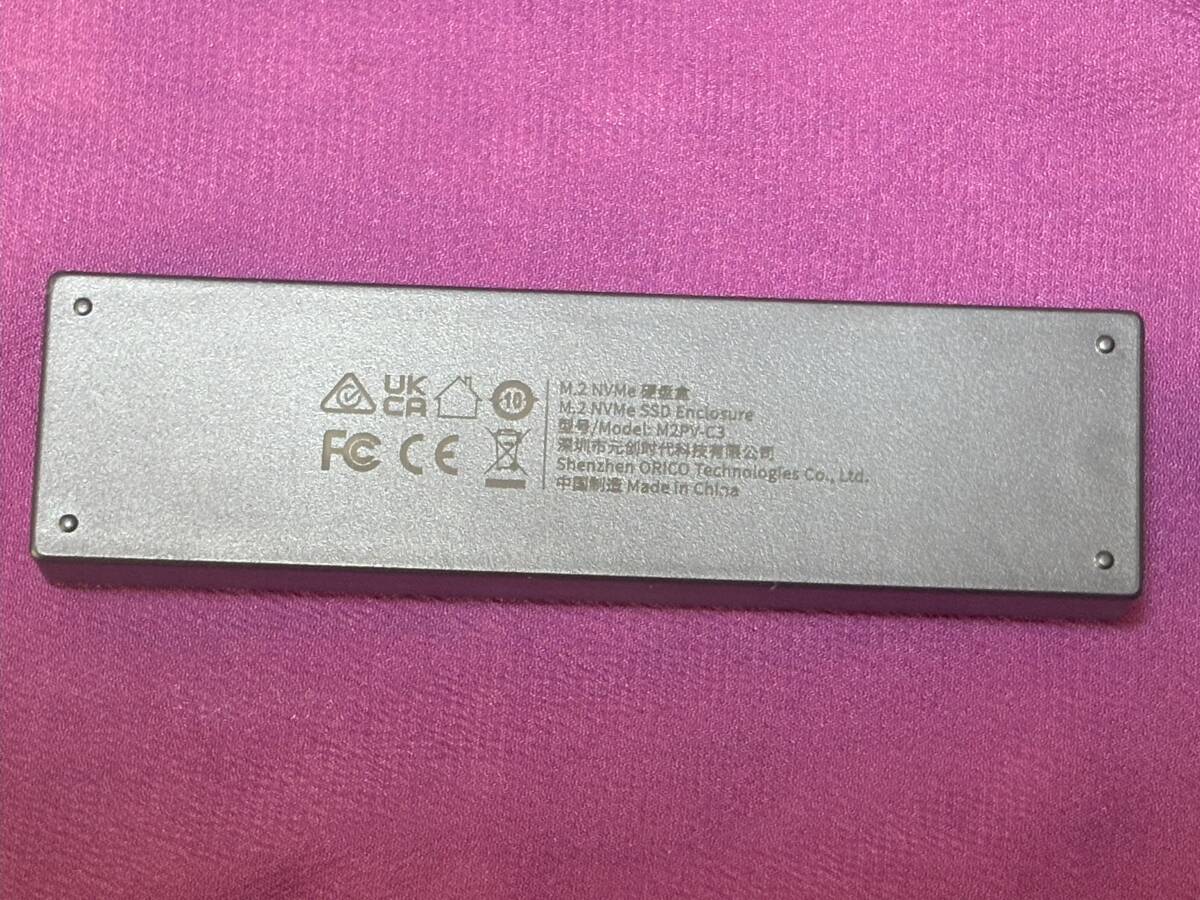 UK
CA
10
FC CE
M.2 NVMe 硬盘盒
M.2 NVMe SSD Enclosure
型号/Model: M2PV-C3
深圳市元创时代科技有限公司
Shenzhen ORICO Technologies Co., Ltd.
中国制造 Made in China